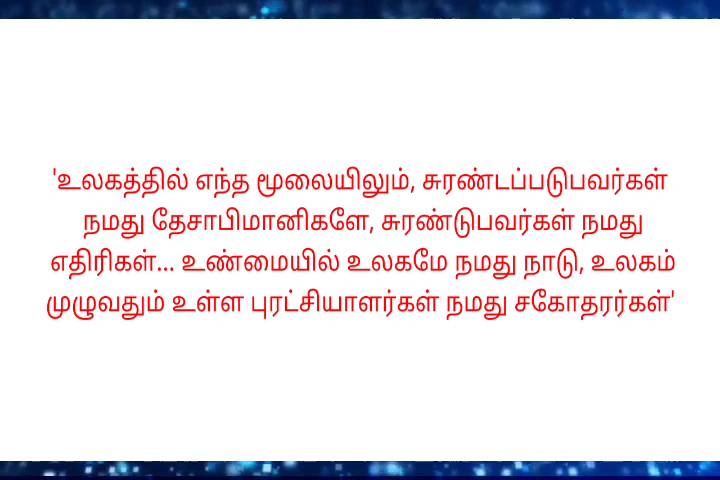 'உலகத்தில் எந்த மூலையிலும், சுரண்டப்படுபவர்கள்
நமது தேசாபிமானிகளே, சுரண்டுபவர்கள் நமது
எதிரிகள்... உண்மையில் உலகமே நமது நாடு, உலகம்
முழுவதும் உள்ள புரட்சியாளர்கள் நமது சகோதரர்கள்'